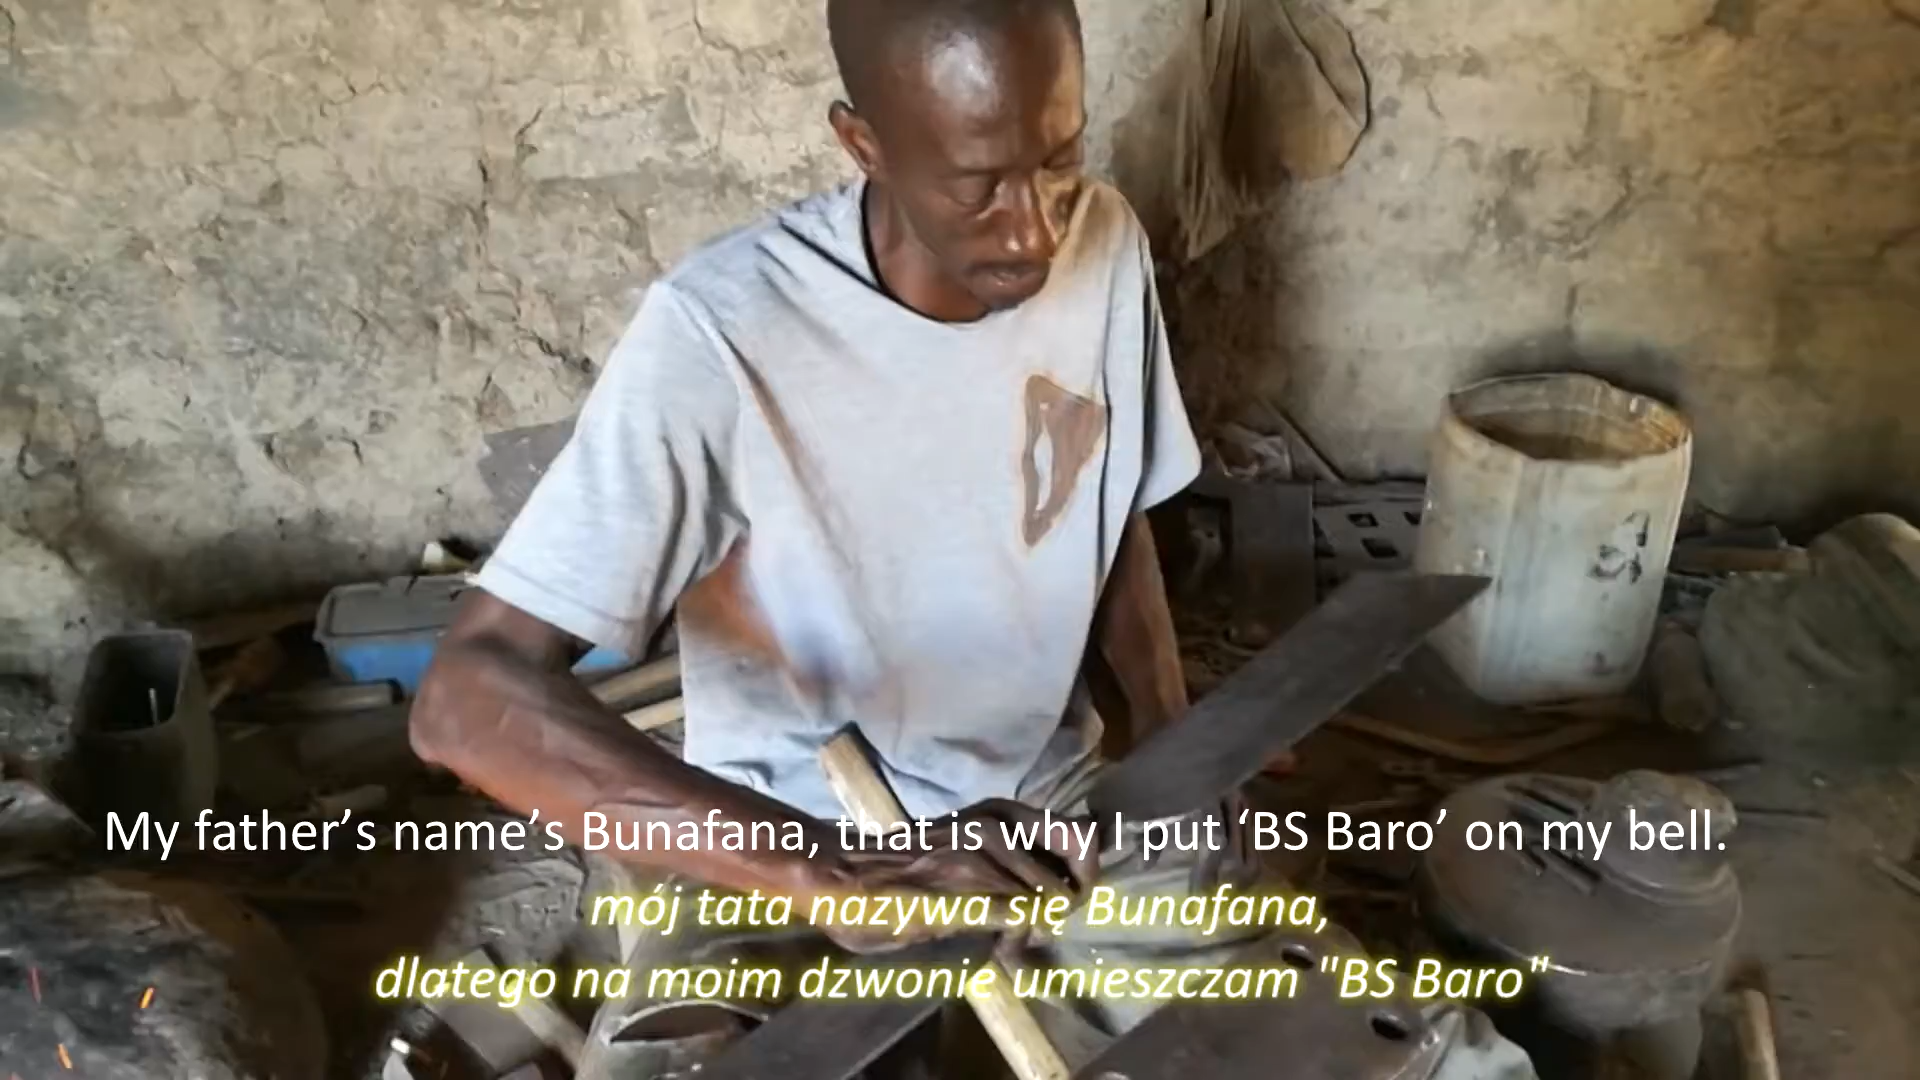 My father’s name’s Bunafana, that is why I put ‘BS Baro’ on my bell.
mój tata nazywa się Bunafana,
dlatego na moim dzwonie umieszczam "BS Baro"